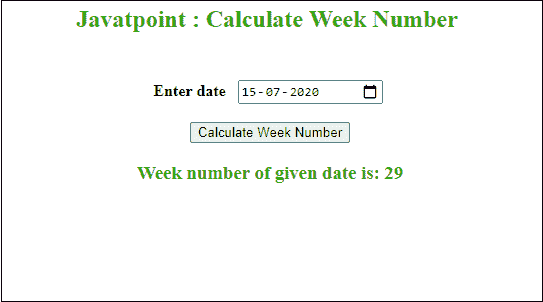 Javatpoint : Calculate Week Number
Enter date 15-07-2020
Calculate Week Number
Week number of given date is: 29